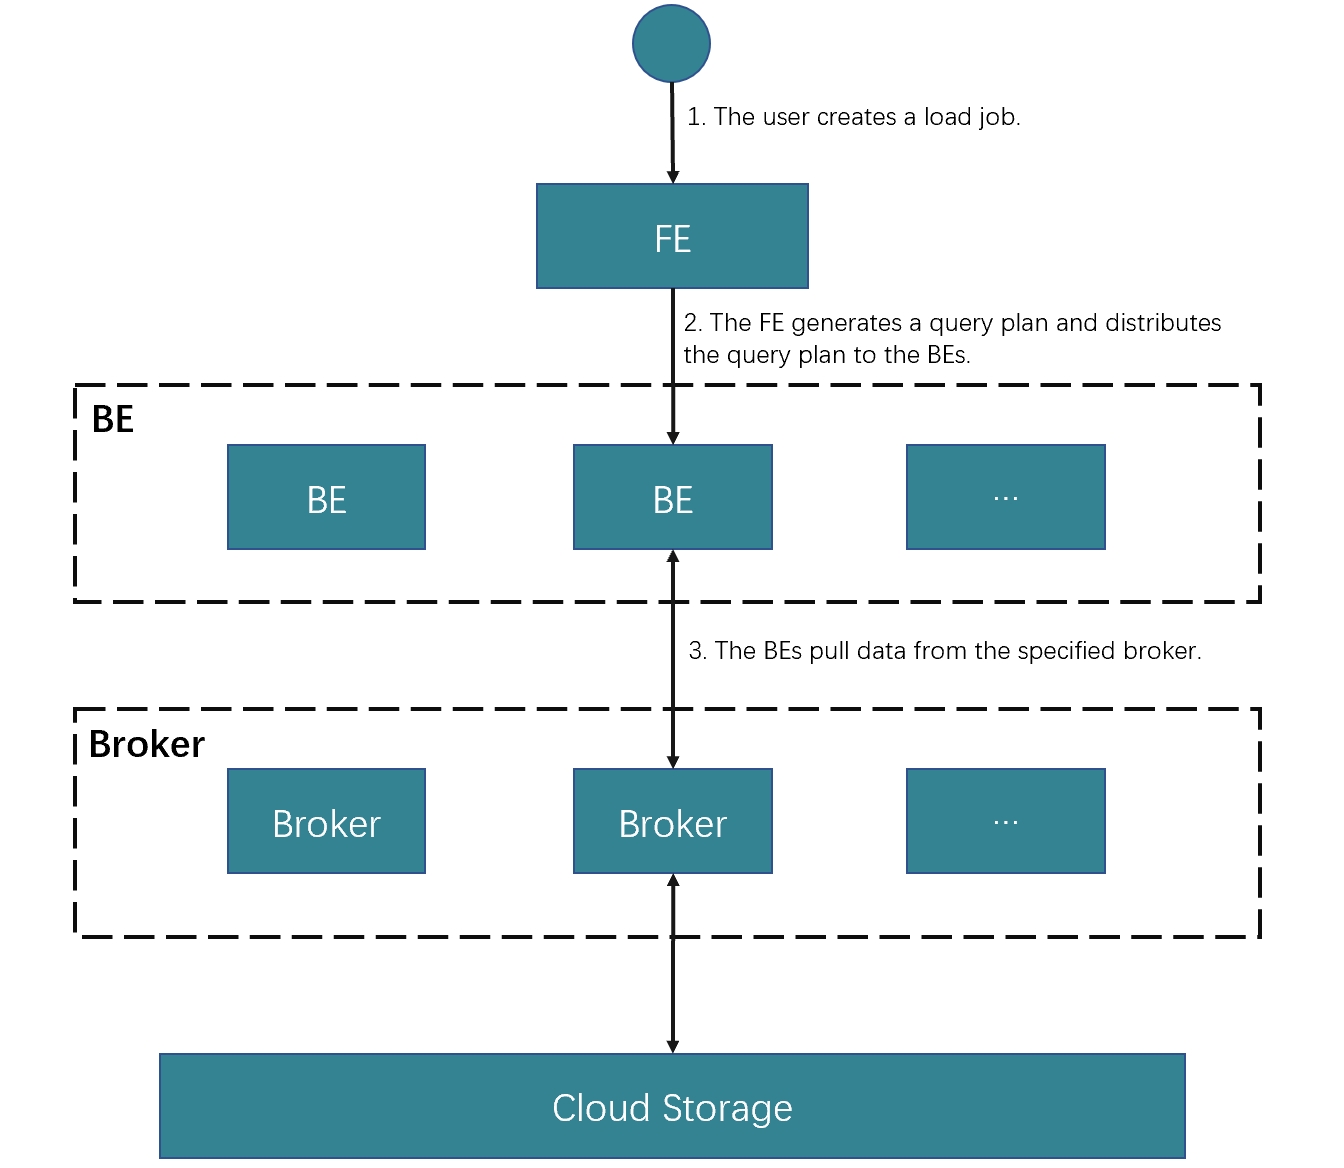 1. The user creates a load job.
FE
2. The FE generates a query plan and distributes
the query plan to the BEs.
BE
BE
BE
...
3. The BEs pull data from the specified broker.
Broker
Broker
Broker
...
Cloud Storage